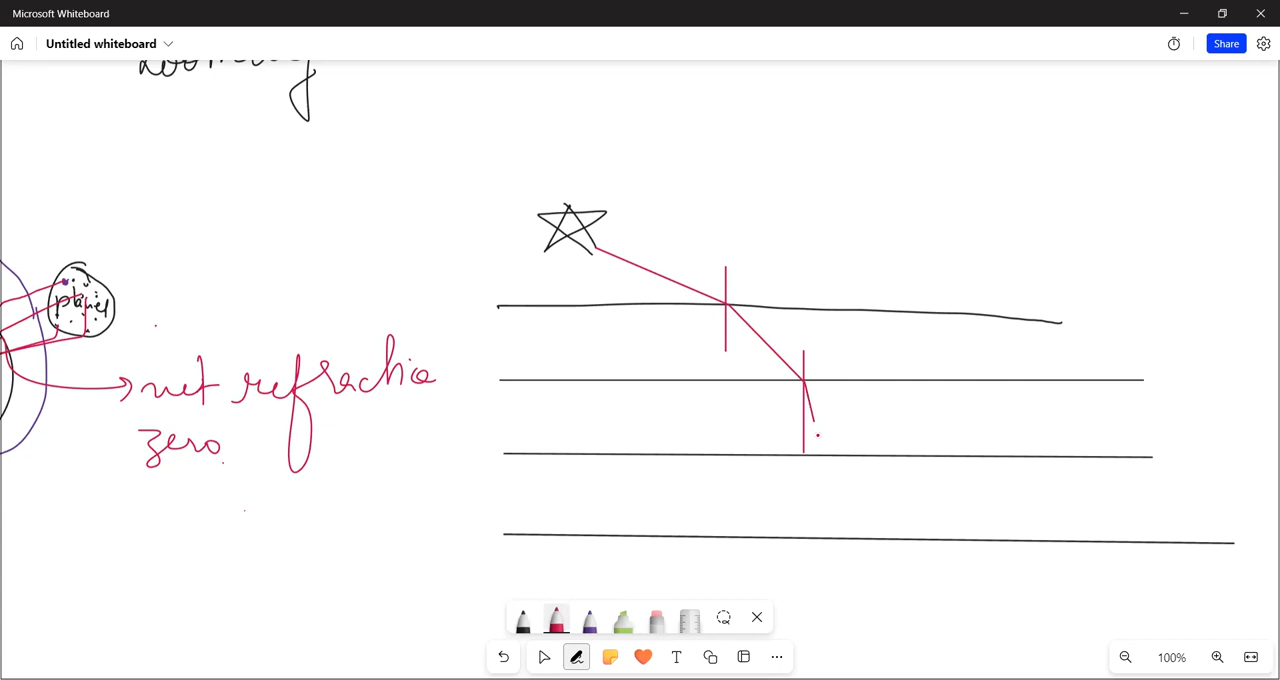 Microsoft Whiteboard
Untitled whiteboard
Share
planet
net refraction
zero.
100%